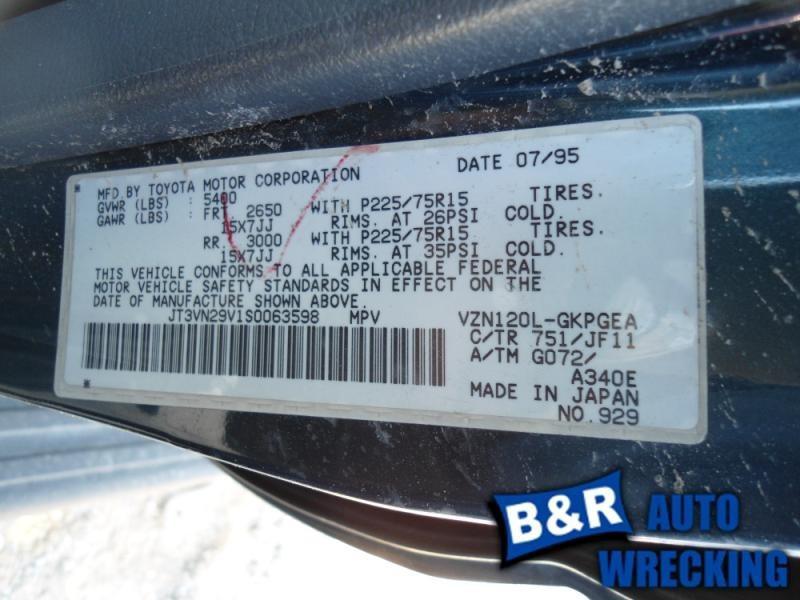 MFD. BY TOYOTA MOTOR CORPORATION DATE 07/95
GVWR (LBS) : 5400
GAWR (LBS) : FRT 2650 WITH P225/75R15 TIRES.
15X7JJ RIMS. AT 26PSI COLD.
RR. 3000 WITH P225/75R15 TIRES.
15X7JJ RIMS. AT 35PSI COLD.
THIS VEHICLE CONFORMS TO ALL APPLICABLE FEDERAL
MOTOR VEHICLE SAFETY STANDARDS IN EFFECT ON THE
DATE OF MANUFACTURE SHOWN ABOVE.
JT3VN29V1S0063598 MPV VZN120L-GKPGEA
C/TR 751/JF11
A/TM G072/
A340E
MADE IN JAPAN
NO.929
B&R AUTO
WRECKING